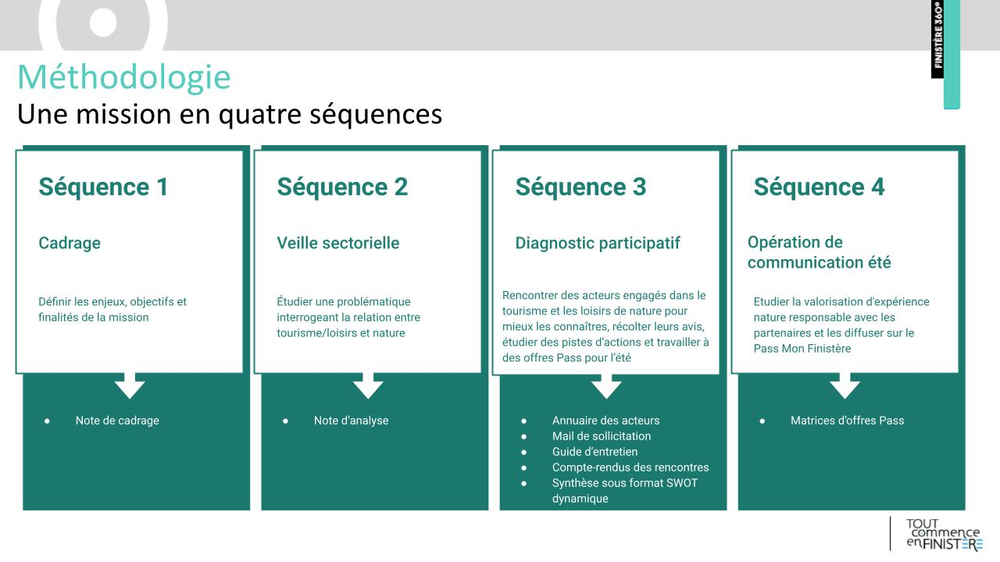 FINISTÈRE 360°
Méthodologie
Une mission en quatre séquences
Séquence 1
Cadrage
Définir les enjeux, objectifs et
finalités de la mission
● Note de cadrage
Séquence 2
Veille sectorielle
Étudier une problématique
interrogeant la relation entre
tourisme/loisirs et nature
● Note d’analyse
Séquence 3
Diagnostic participatif
Rencontrer des acteurs engagés dans le
tourisme et les loisirs de nature pour
mieux les connaîtres, récolter leurs avis,
étudier des pistes d’actions et travailler à
des offres Pass pour l’été
● Annuaire des acteurs
● Mail de sollicitation
● Guide d’entretien
● Compte-rendus des rencontres
● Synthèse sous format SWOT
dynamique
Séquence 4
Opération de
communication été
Etudier la valorisation d'expérience
nature responsable avec les
partenaires et les diffuser sur le
Pass Mon Finistère
● Matrices d’offres Pass
TOUT
commence
en FINISTÈRE